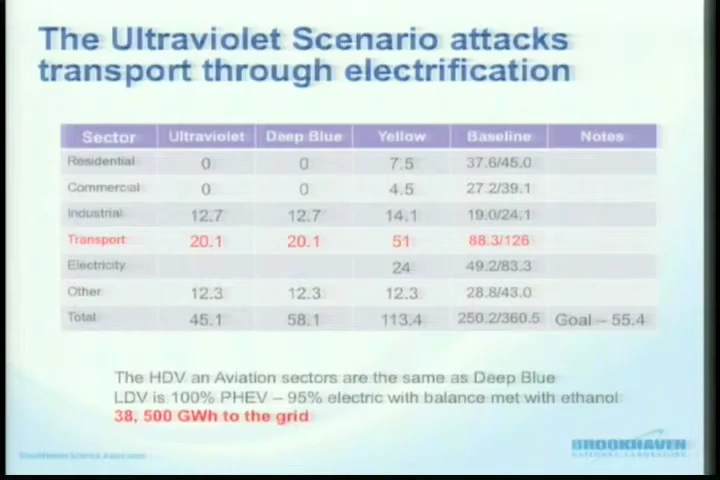 The Ultraviolet Scenario attacks
transport through electrification
Sector Ultraviolet Deep Blue Yellow Baseline Notes
Residential 0 0 7.5 37.6/45.0
Commercial 0 0 4.5 27.2/39.1
Industrial 12.7 12.7 14.1 19.0/24.1
Transport 20.1 20.1 51 88.3/126
Electricity 24 49.2/83.3
Other 12.3 12.3 12.3 28.8/43.0
Total 45.1 58.1 113.4 250.2/360.5 Goal – 55.4
The HDV an Aviation sectors are the same as Deep Blue
LDV is 100% PHEV – 95% electric with balance met with ethanol
38, 500 GWh to the grid
BROOKHAVEN
NATIONAL LABORATORY
Brookhaven Science Associates